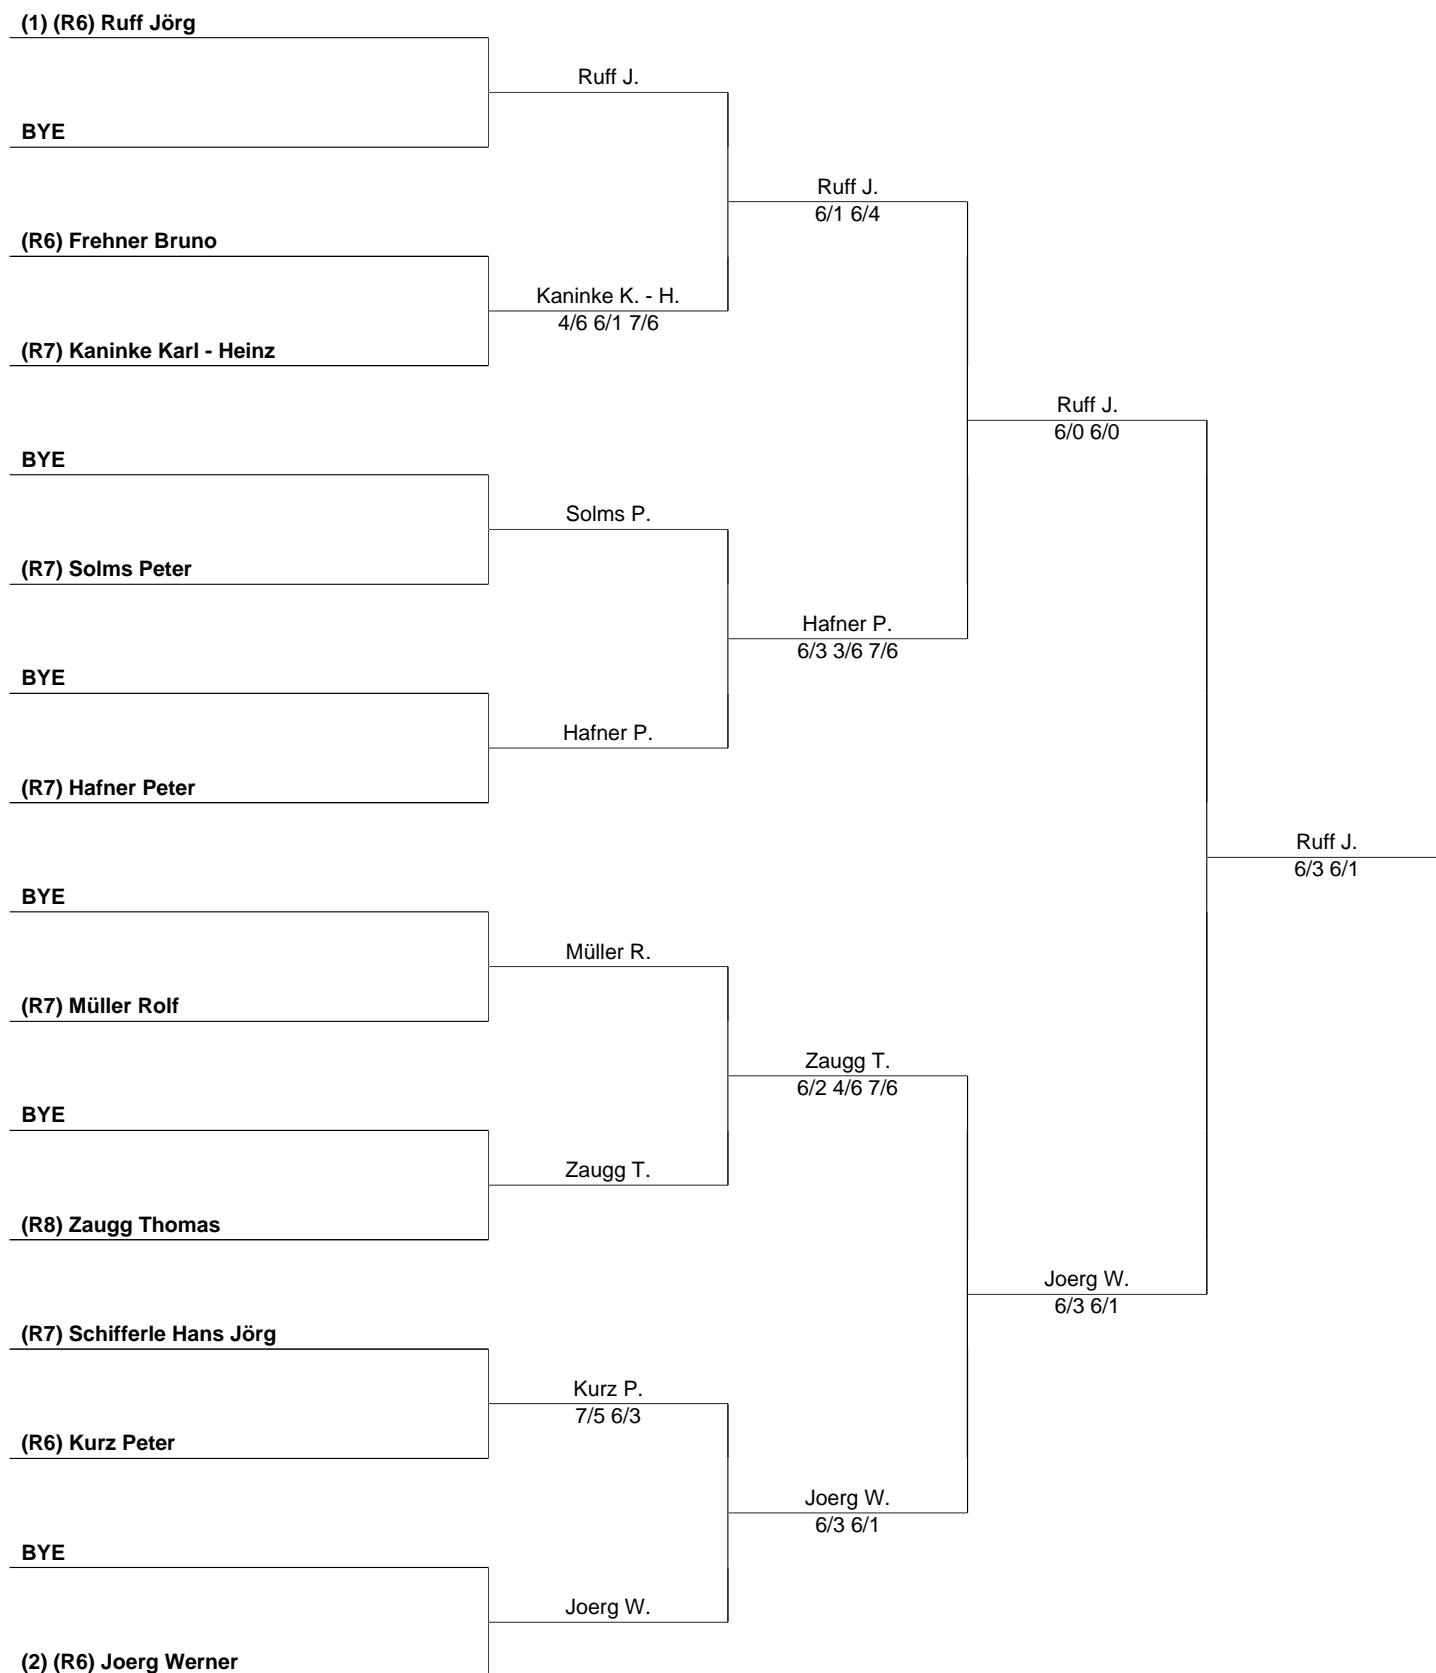 (1) (R6) Ruff Jörg
Ruff J.
BYE
Ruff J.
6/1 6/4
(R6) Frehner Bruno
Kaninke K. - H.
4/6 6/1 7/6
(R7) Kaninke Karl - Heinz
Ruff J.
6/0 6/0
BYE
Solms P.
(R7) Solms Peter
Hafner P.
6/3 3/6 7/6
BYE
Hafner P.
(R7) Hafner Peter
Ruff J.
6/3 6/1
BYE
Müller R.
(R7) Müller Rolf
Zaugg T.
6/2 4/6 7/6
BYE
Zaugg T.
(R8) Zaugg Thomas
Joerg W.
6/3 6/1
(R7) Schifferle Hans Jörg
Kurz P.
7/5 6/3
(R6) Kurz Peter
Joerg W.
6/3 6/1
BYE
Joerg W.
(2) (R6) Joerg Werner